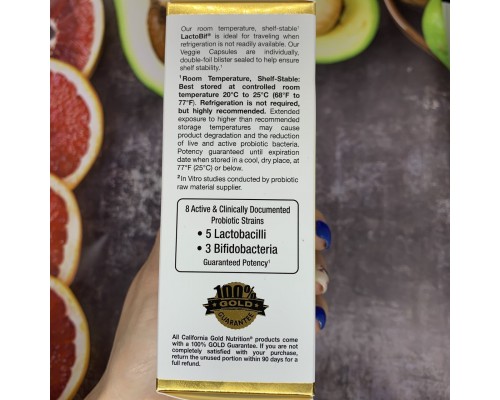 Our room temperature, shelf-stable¹
LactoBif® is ideal for traveling when
refrigeration is not readily available. Our
Veggie Capsules are individually,
double-foil blister sealed to help ensure
shelf stability.¹
¹Room Temperature, Shelf-Stable:
Best stored at controlled room
temperature 20°C to 25°C (68°F to
77°F). Refrigeration is not required,
but highly recommended. Extended
exposure to higher than recommended
storage temperatures may cause
product degradation and the reduction
of live and active probiotic bacteria.
Potency guaranteed until expiration
date when stored in a cool, dry place, at
77°F (25°C) or below.
²In Vitro studies conducted by probiotic
raw material supplier.
8 Active & Clinically Documented
Probiotic Strains
• 5 Lactobacilli
• 3 Bifidobacteria
Guaranteed Potency¹
100%
GOLD
GUARANTEE
All California Gold Nutrition® products come
with a 100% GOLD Guarantee. If you are not
completely satisfied with your purchase,
return the unused portion within 90 days for a
full refund.